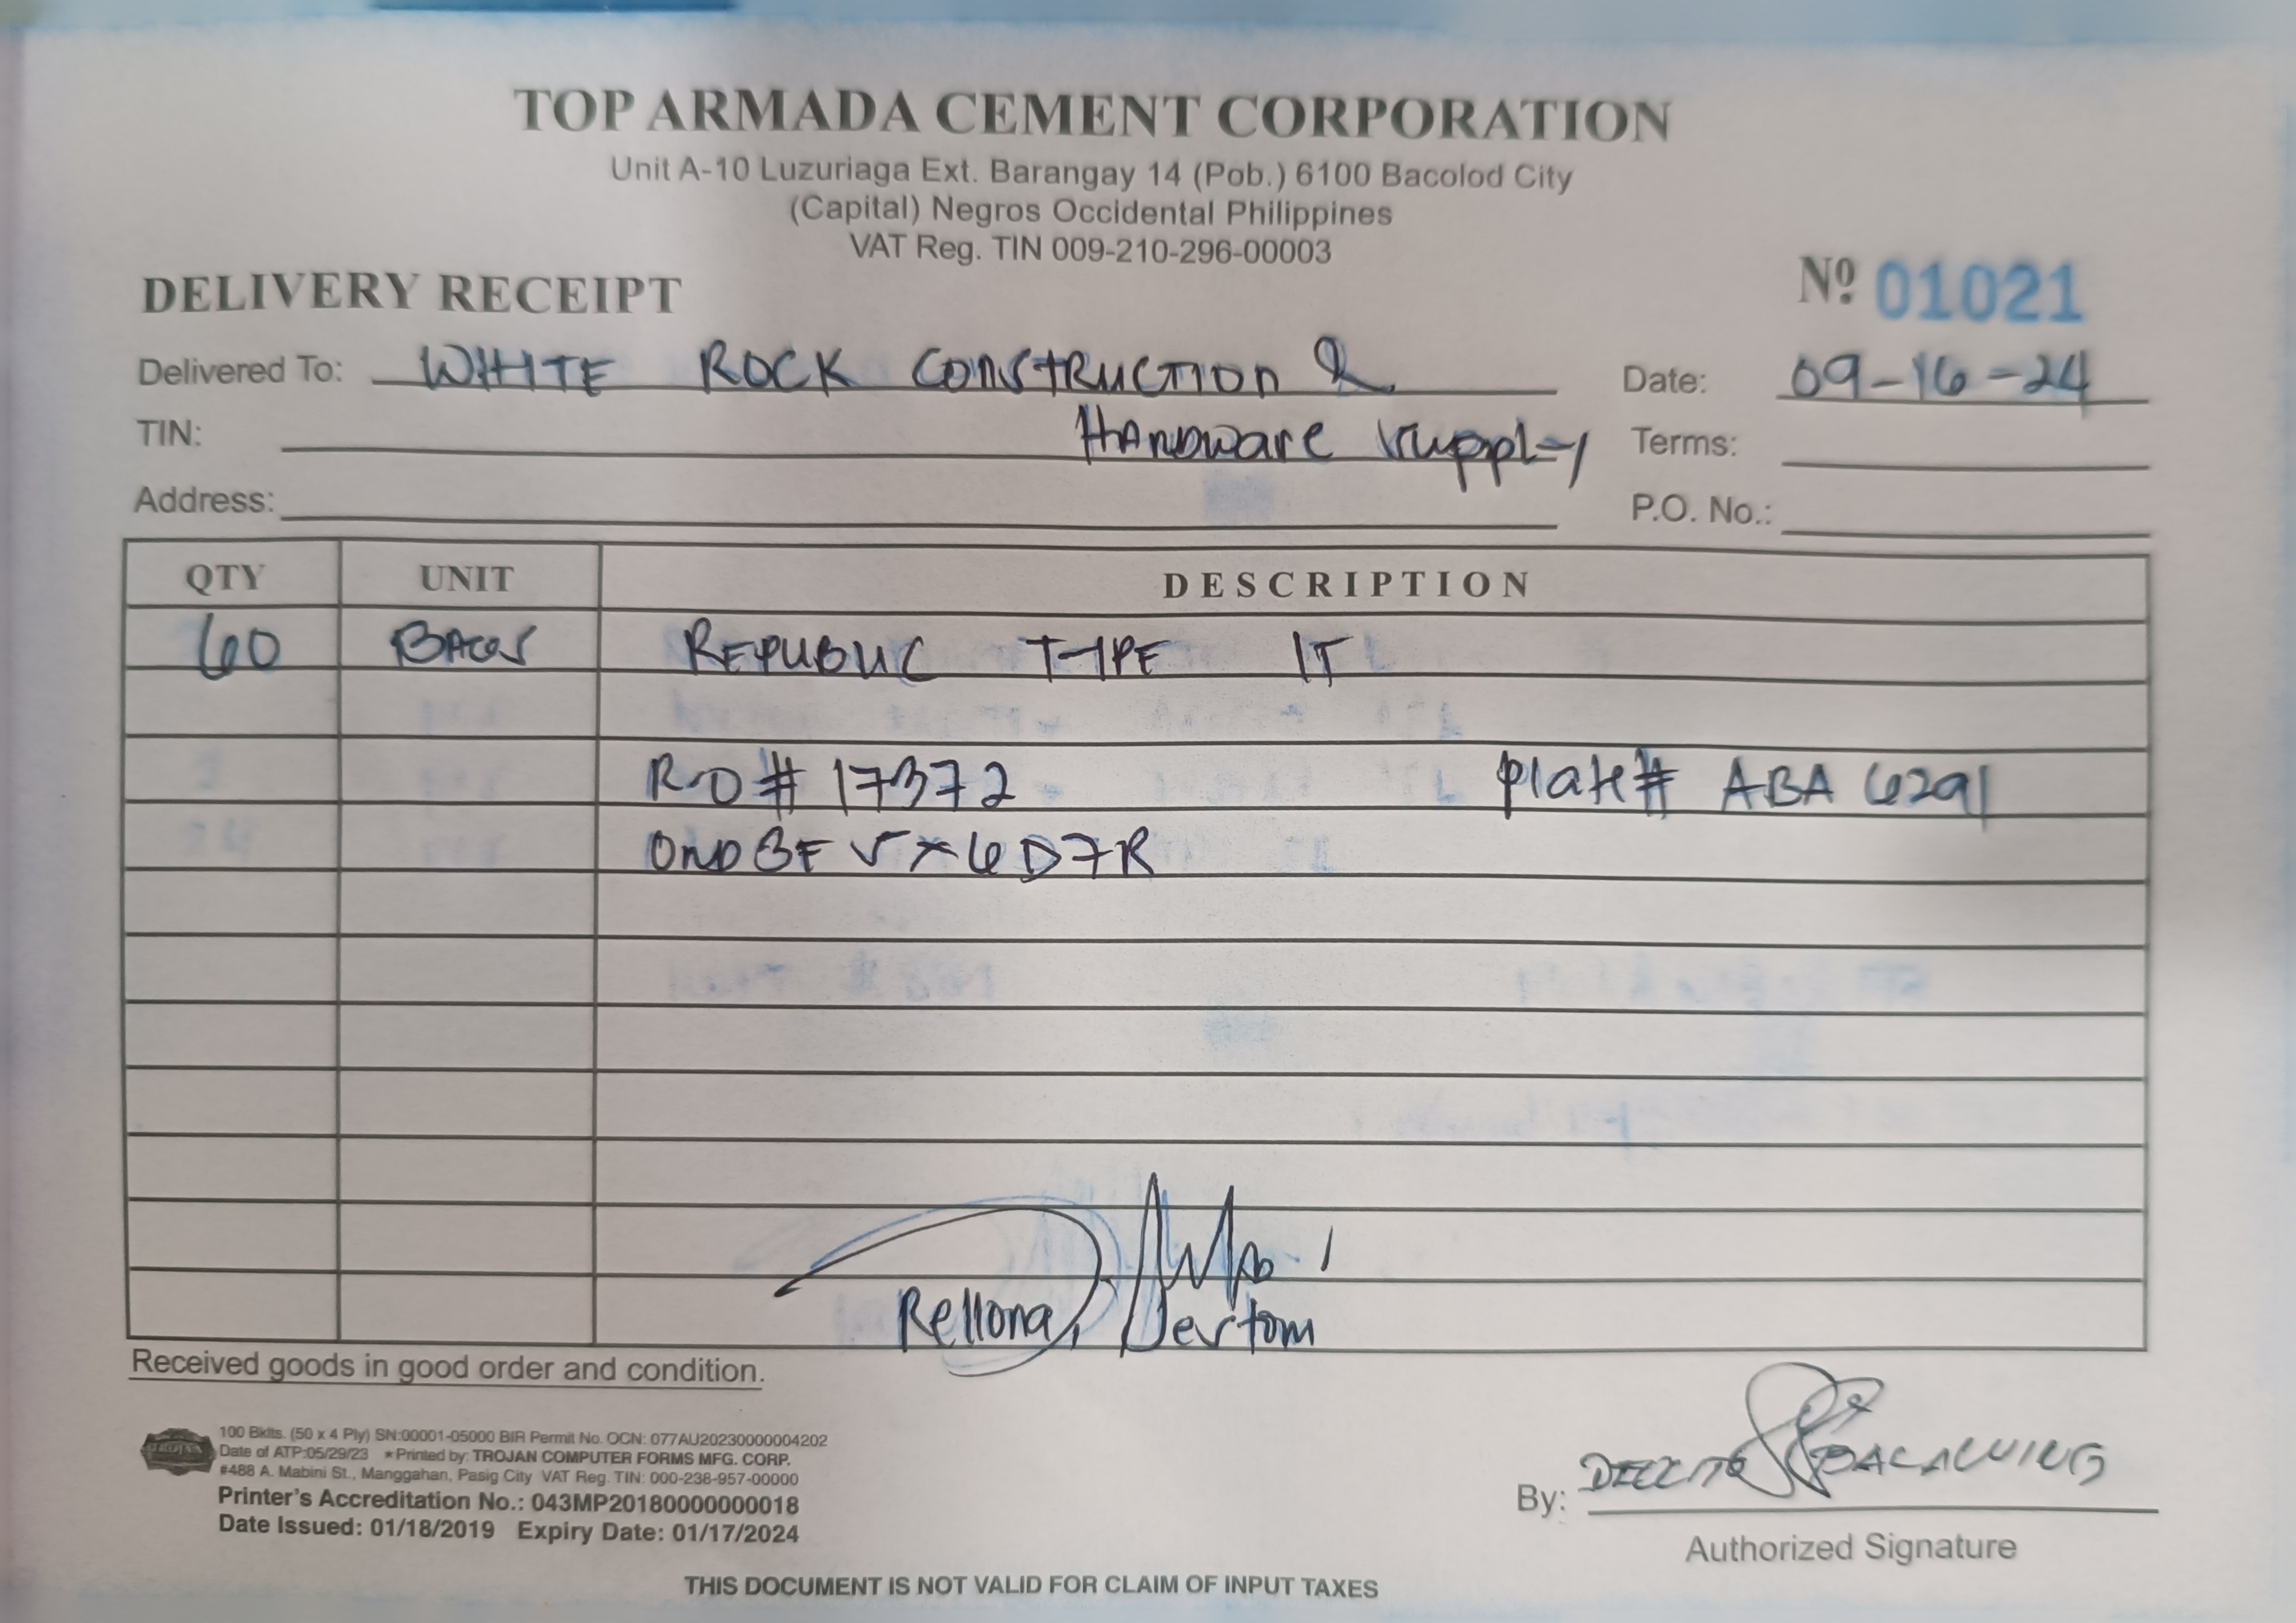 TOP ARMADA CEMENT CORPORATION
Unit A-10 Luzuriaga Ext. Barangay 14 (Pob.) 6100 Bacolod City
(Capital) Negros Occidental Philippines
VAT Reg. TIN 009-210-296-00003
DELIVERY RECEIPT
Nº 01021
Delivered To: WHITE ROCK CONSTRUCTION &
Date: 09-16-24
TIN: HARDWARE SUPPLY
Terms:
Address:
P.O. No.:
QTY UNIT DESCRIPTION
60 BAGS REPUBLIC TYPE 1T
R.O # 17372 Plate# ABA 6291
Rellona, Jestom
Received goods in good order and condition.
100 Bklts. (50 x 4 Ply) SN:00001-05000 BIR Permit No. OCN: 077AU20230000004202
Date of ATP:05/29/23 *Printed by: TROJAN COMPUTER FORMS MFG. CORP.
#488 A. Mabini St., Manggahan, Pasig City VAT Reg. TIN: 000-238-957-00000
Printer's Accreditation No.: 043MP20180000000018
Date Issued: 01/18/2019 Expiry Date: 01/17/2024
By:
Authorized Signature
THIS DOCUMENT IS NOT VALID FOR CLAIM OF INPUT TAXES